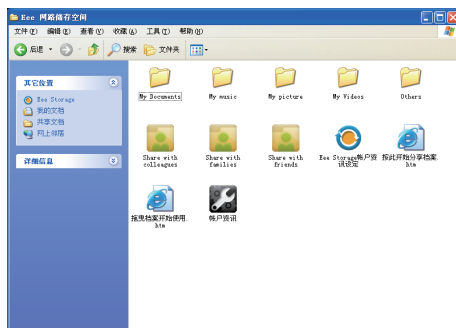 Eee 网路储存空间
文件(F) 编辑(E) 查看(V) 收藏(A) 工具(T) 帮助(H)
后退 搜索 文件夹
其它位置
Eee Storage
我的文档
共享文档
网上邻居
详细信息
My Documents
My music
My picture
My Videos
Others
Share with
colleagues
Share with
families
Share with
friends
Eee Storage帐户资
讯设定
按此开始分享档案.
htm
拖曳档案开始使用.
htm
帐户资讯